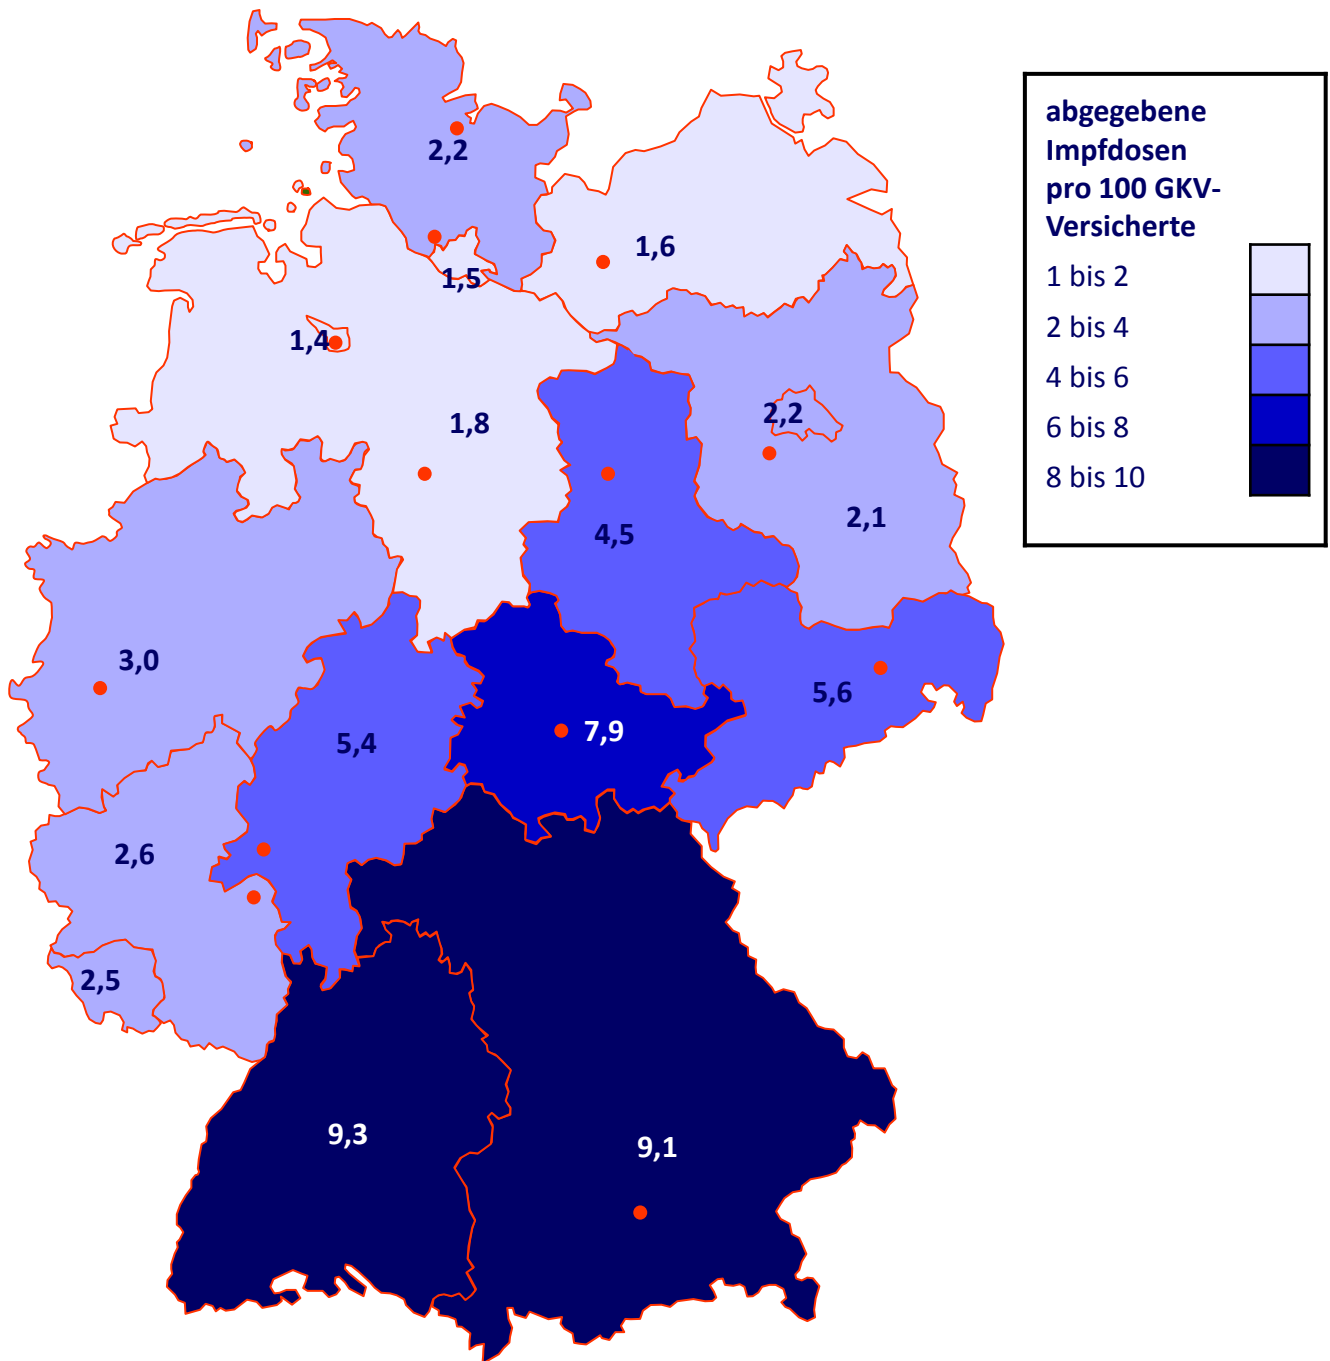 abgegebene
Impfdosen
pro 100 GKV-
Versicherte
1 bis 2
2 bis 4
4 bis 6
6 bis 8
8 bis 10
2,2
1,6
1,5
1,4
2,2
1,8
2,1
4,5
3,0
5,6
7,9
5,4
2,6
2,5
9,3
9,1